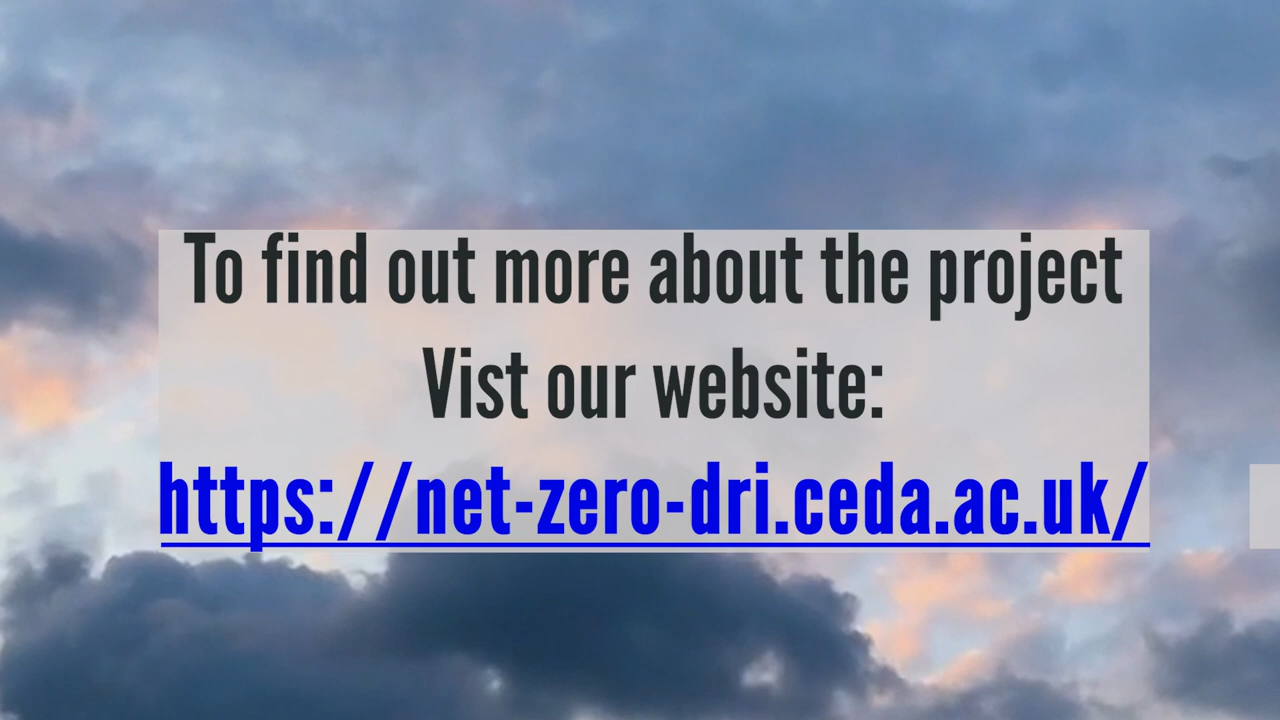 To find out more about the project
Vist our website:
https://net-zero-dri.ceda.ac.uk/